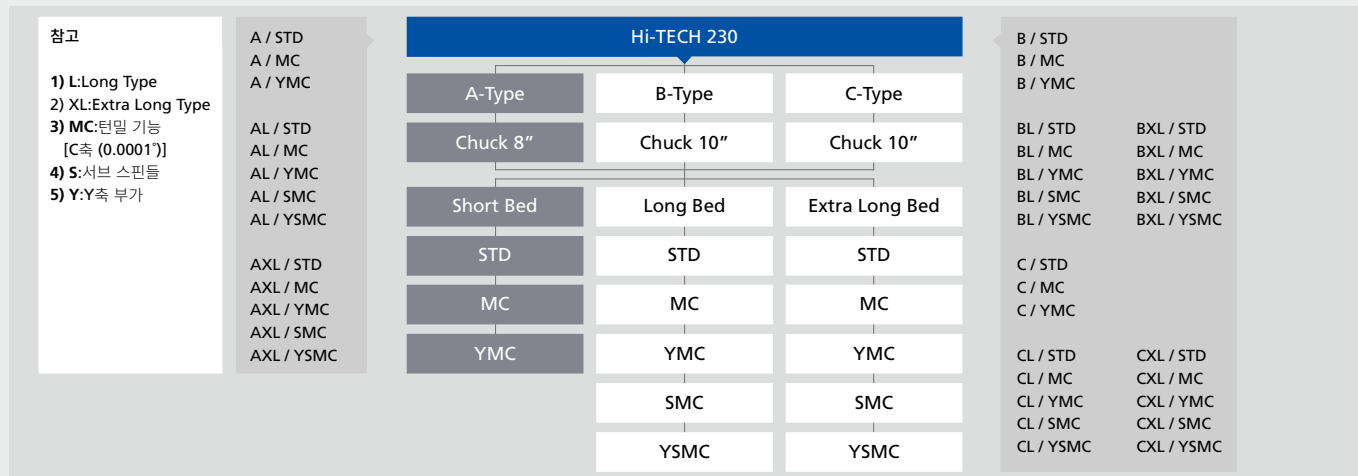 참고
1) L:Long Type
2) XL:Extra Long Type
3) MC:턴밀 기능
[C축 (0.0001˚)]
4) S:서브 스핀들
5) Y:Y축 부가
A / STD
A / MC
A / YMC
AL / STD
AL / MC
AL / YMC
AL / SMC
AL / YSMC
AXL / STD
AXL / MC
AXL / YMC
AXL / SMC
AXL / YSMC
Hi-TECH 230
A-Type B-Type C-Type
Chuck 8” Chuck 10” Chuck 10”
Short Bed Long Bed Extra Long Bed
STD STD STD
MC MC MC
YMC YMC YMC
SMC SMC
YSMC YSMC
B / STD
B / MC
B / YMC
BL / STD BXL / STD
BL / MC BXL / MC
BL / YMC BXL / YMC
BL / SMC BXL / SMC
BL / YSMC BXL / YSMC
C / STD
C / MC
C / YMC
CL / STD CXL / STD
CL / MC CXL / MC
CL / YMC CXL / YMC
CL / SMC CXL / SMC
CL / YSMC CXL / YSMC